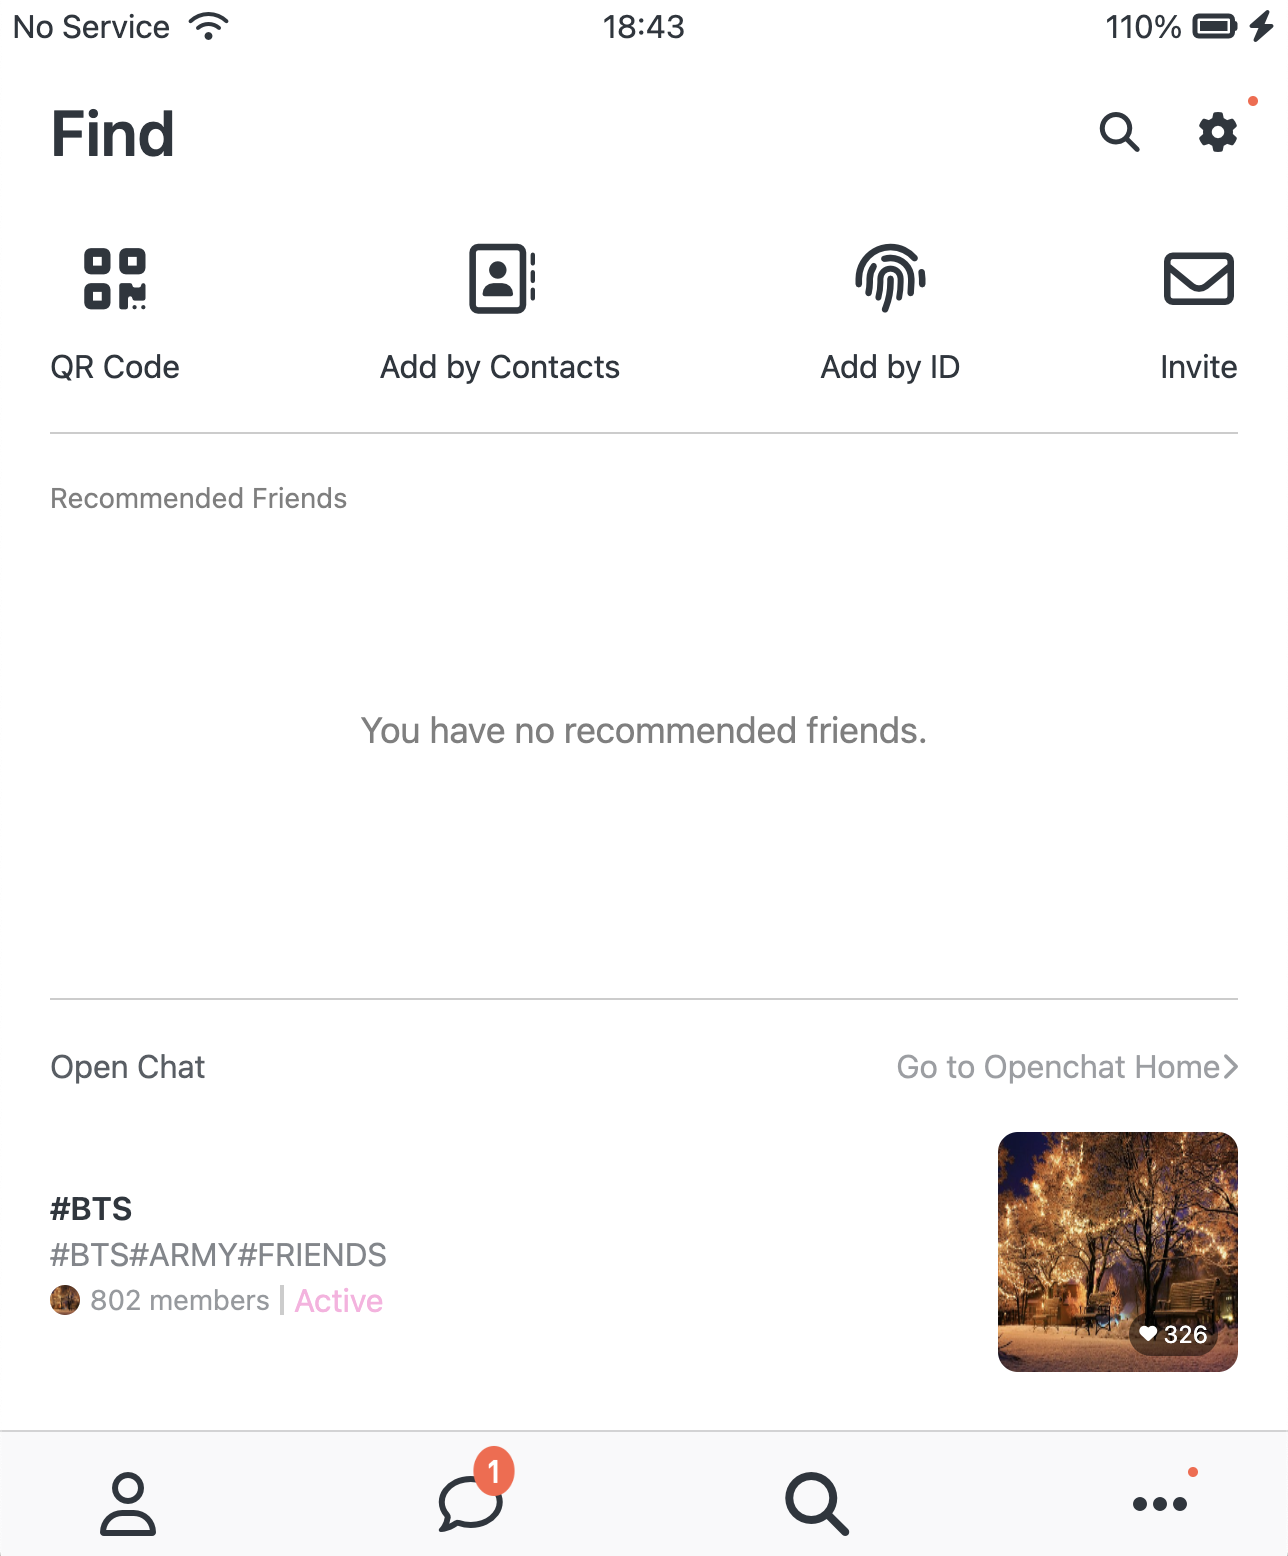 No Service 18:43 110%
Find
QR Code Add by Contacts Add by ID Invite
Recommended Friends
You have no recommended friends.
Open Chat Go to Openchat Home
#BTS
#BTS#ARMY#FRIENDS
802 members | Active
326
1